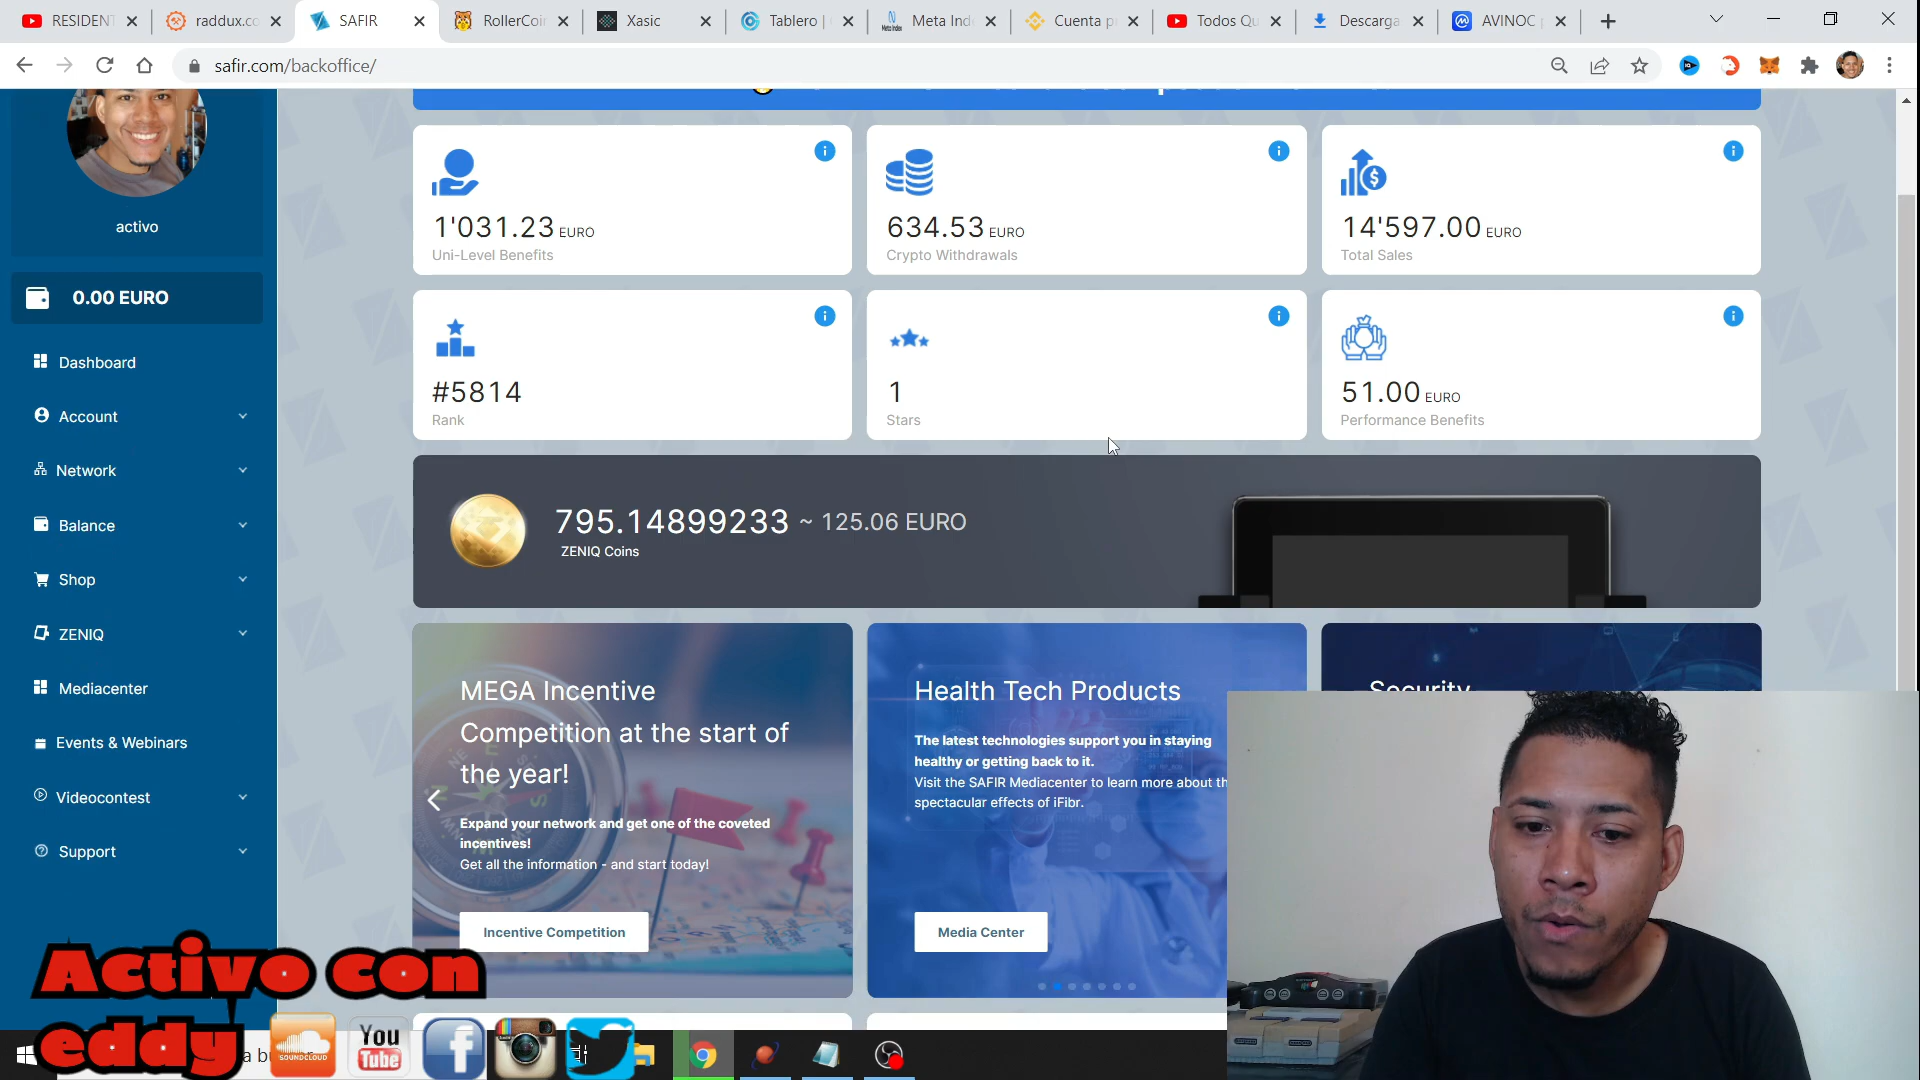 RESIDENT
raddux.co
SAFIR
RollerCoi
Xasic
Tablero |
Meta Ind
Cuenta p
Todos Qu
Descarga
AVINOC
safir.com/backoffice/
activo
0.00 EURO
Dashboard
Account
Network
Balance
Shop
ZENIQ
Mediacenter
Events & Webinars
Videocontest
Support
1'031.23 EURO
Uni-Level Benefits
634.53 EURO
Crypto Withdrawals
14'597.00 EURO
Total Sales
#5814
Rank
1
Stars
51.00 EURO
Performance Benefits
795.14899233 ~ 125.06 EURO
ZENIQ Coins
MEGA Incentive
Competition at the start of
the year!
Expand your network and get one of the coveted
incentives!
Get all the information - and start today!
Incentive Competition
Health Tech Products
The latest technologies support you in staying
healthy or getting back to it.
Visit the SAFIR Mediacenter to learn more about th
spectacular effects of iFibr.
Media Center
Security
Activo con
eddy
SOUNDCLOUD
You
Tube